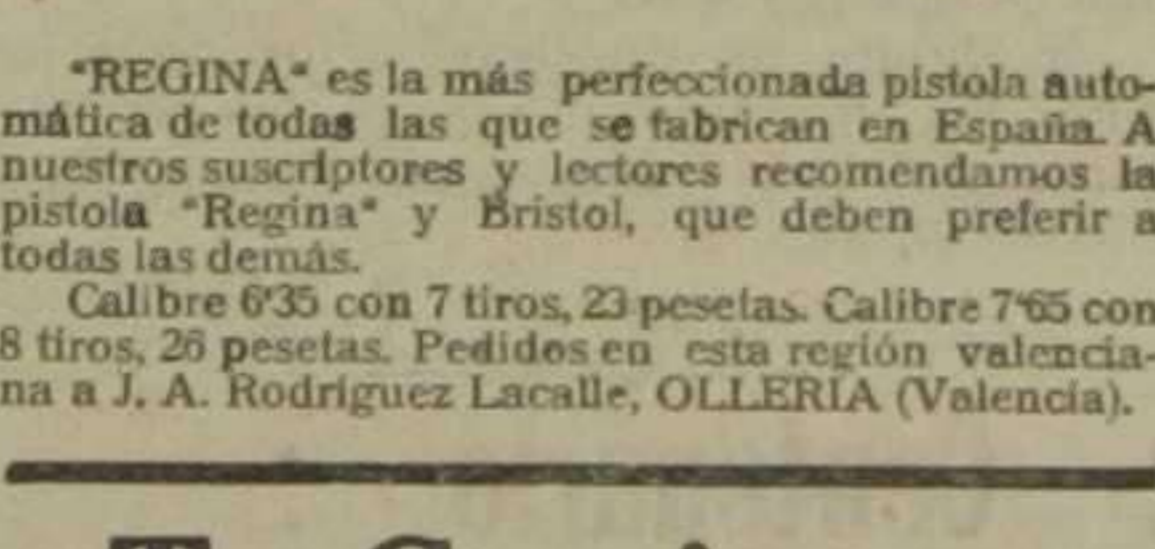 "REGINA" es la más perfeccionada pistola auto-
mática de todas las que se fabrican en España. A
nuestros suscriptores y lectores recomendamos la
pistola "Regina" y Bristol, que deben preferir a
todas las demás.
Calibre 6'35 con 7 tiros, 23 pesetas. Calibre 7'65 con
8 tiros, 26 pesetas. Pedidos en esta región valencia-
na a J. A. Rodríguez Lacalle, OLLERIA (Valencia).